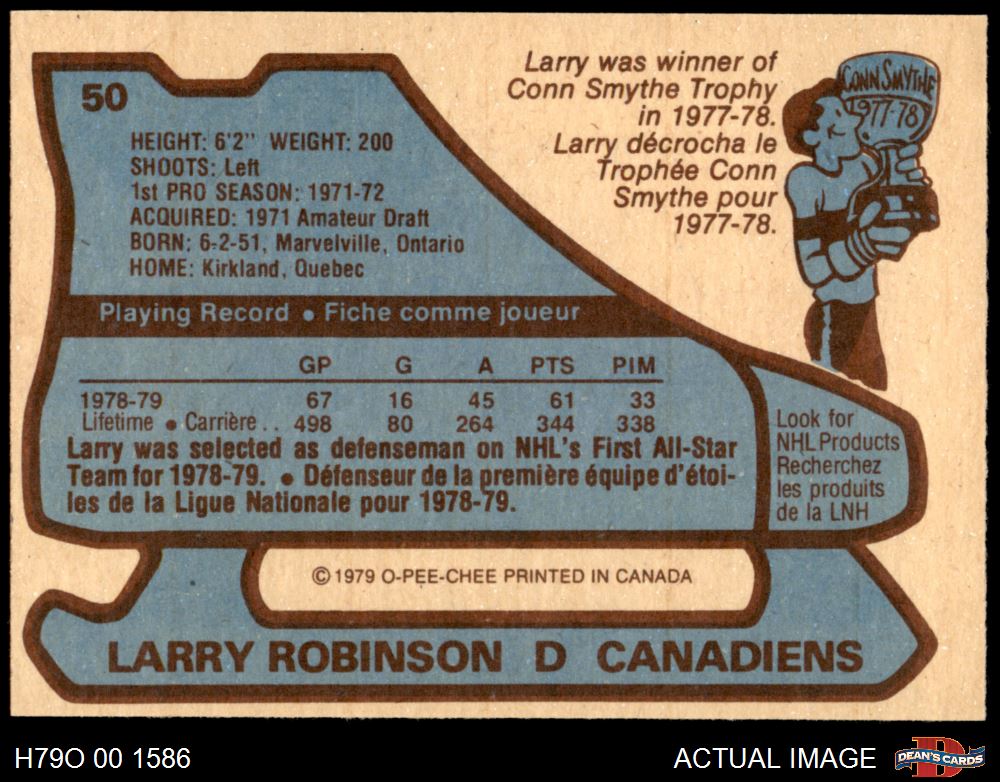 50
HEIGHT: 6'2" WEIGHT: 200
SHOOTS: Left
1st PRO SEASON: 1971-72
ACQUIRED: 1971 Amateur Draft
BORN: 6-2-51, Marvelville, Ontario
HOME: Kirkland, Quebec
Larry was winner of
Conn Smythe Trophy
in 1977-78.
Larry décrocha le
Trophée Conn
Smythe pour
1977-78.
CONN SMYTHE
1977-78
Playing Record • Fiche comme joueur
GP G A PTS PIM
1978-79 67 16 45 61 33
Lifetime • Carrière . . 498 80 264 344 338
Larry was selected as defenseman on NHL's First All-Star
Team for 1978-79. • Défenseur de la première équipe d'étoi-
les de la Ligue Nationale pour 1978-79.
Look for
NHL Products
Recherchez
les produits
de la LNH
© 1979 O-PEE-CHEE PRINTED IN CANADA
LARRY ROBINSON D CANADIENS
H79O 00 1586
ACTUAL IMAGE
D
DEAN'S CARDS